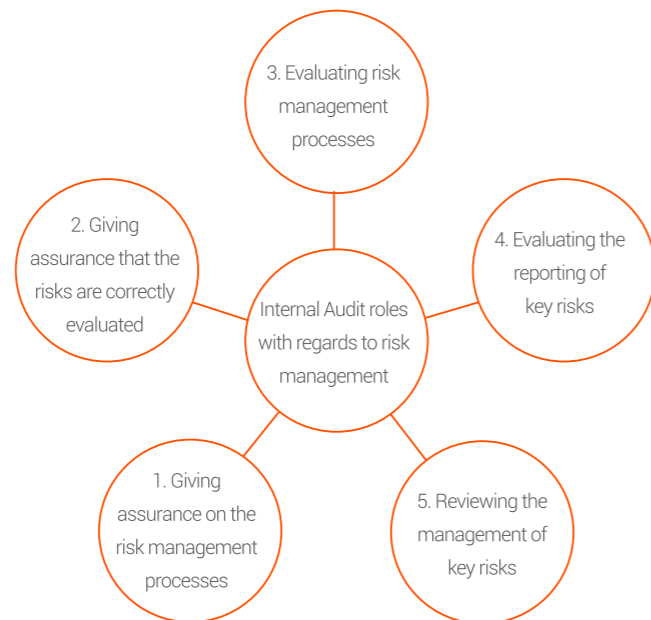 3. Evaluating risk
management
processes
2. Giving
assurance that the
risks are correctly
evaluated
4. Evaluating the
reporting of
key risks
Internal Audit roles
with regards to risk
management
1. Giving
assurance on the
risk management
processes
5. Reviewing the
management of
key risks